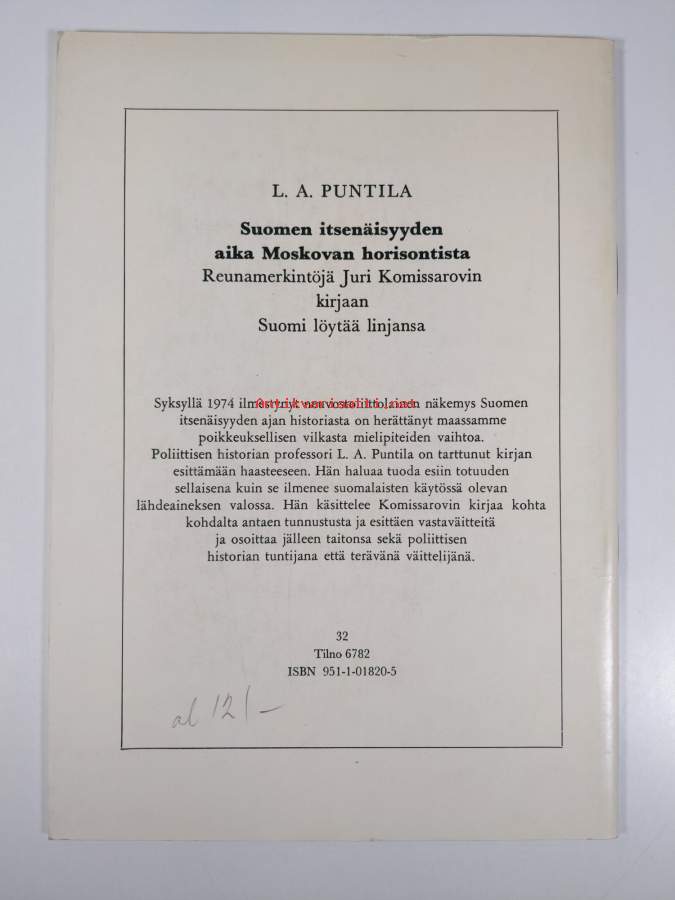 L. A. PUNTILA
Suomen itsenäisyyden
aika Moskovan horisontista
Reunamerkintöjä Juri Komissarovin
kirjaan
Suomi löytää linjansa
Syksyllä 1974 ilmestynyt neuvostoliittolainen näkemys Suomen
itsenäisyyden ajan historiasta on herättänyt maassamme
poikkeuksellisen vilkasta mielipiteiden vaihtoa.
Poliittisen historian professori L. A. Puntila on tarttunut kirjan
esittämään haasteeseen. Hän haluaa tuoda esiin totuuden
sellaisena kuin se ilmenee suomalaisten käytössä olevan
lähdeaineksen valossa. Hän käsittelee Komissarovin kirjaa kohta
kohdalta antaen tunnustusta ja esittäen vastaväitteitä
ja osoittaa jälleen taitonsa sekä poliittisen
historian tuntijana että terävänä väittelijänä.
32
Tilno 6782
ISBN 951-1-01820-5
al 12/-